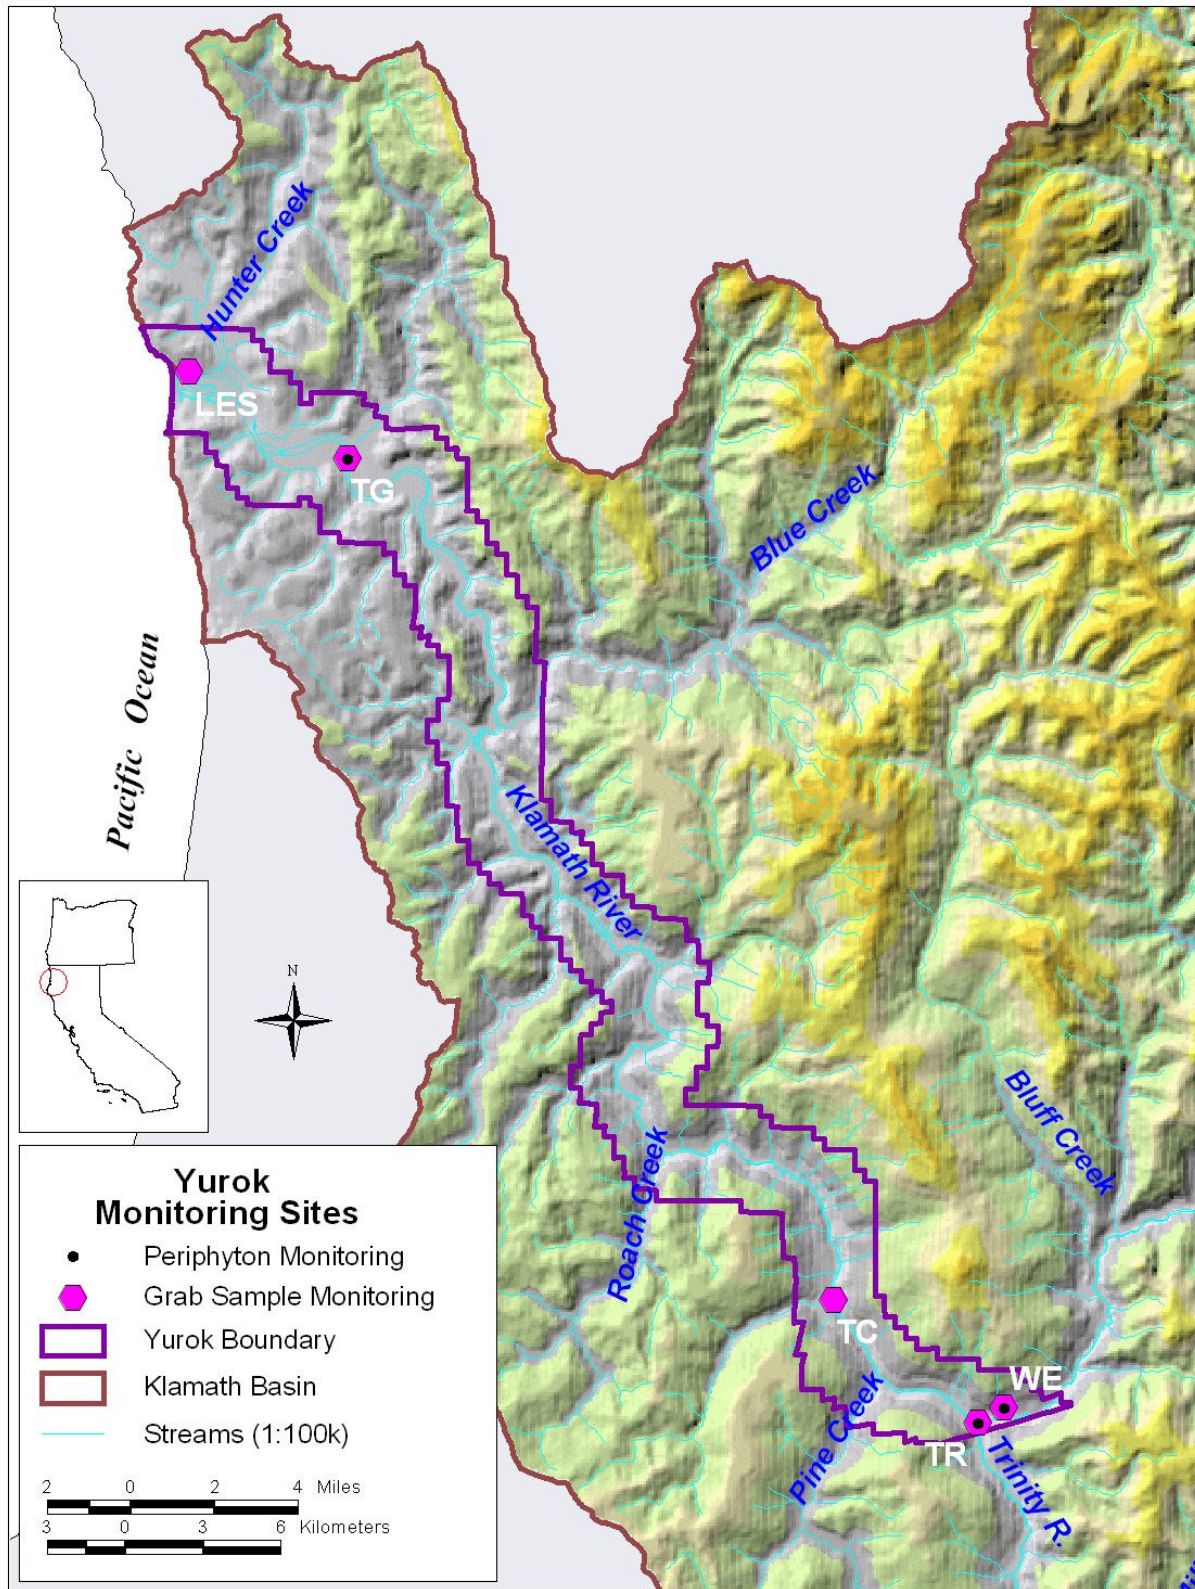 Hunter Creek
LES
TG
Blue Creek
Pacific Ocean
Klamath River
N
Bluff Creek
Roach Creek
TC
WE
TR
Pine Creek
Trinity R.
Yurok
Monitoring Sites
Periphyton Monitoring
Grab Sample Monitoring
Yurok Boundary
Klamath Basin
Streams (1:100k)
2 0 2 4 Miles
3 0 3 6 Kilometers